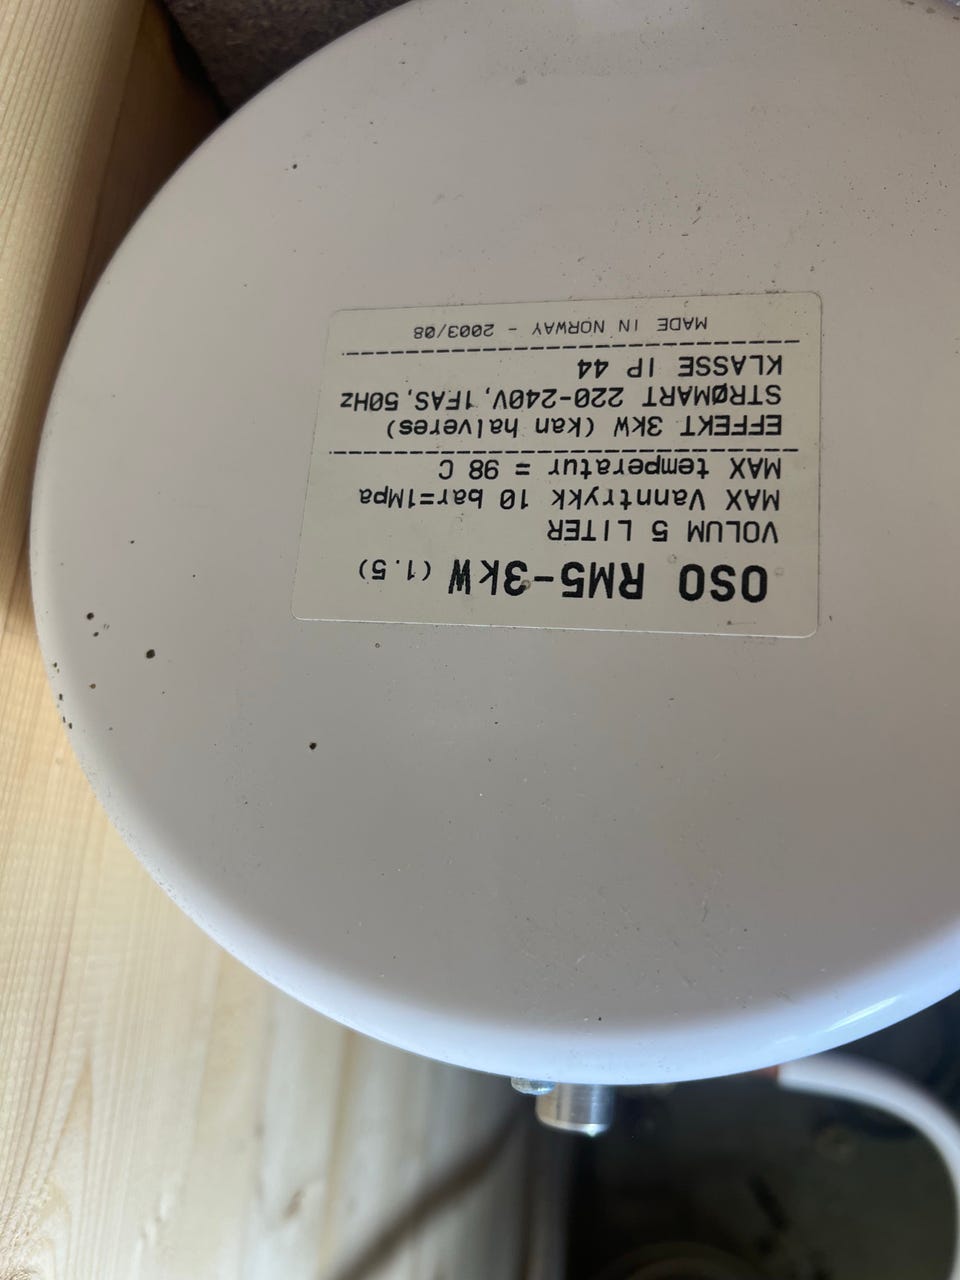 OSO RM5-3kW (1.5)
VOLUM 5 LITER
MAX Vanntrykk 10 bar=1Mpa
MAX temperatur = 98 C
EFFEKT 3kW (kan halveres)
STRØMART 220-240V, 1FAS, 50Hz
KLASSE IP 44
MADE IN NORWAY - 2003/08